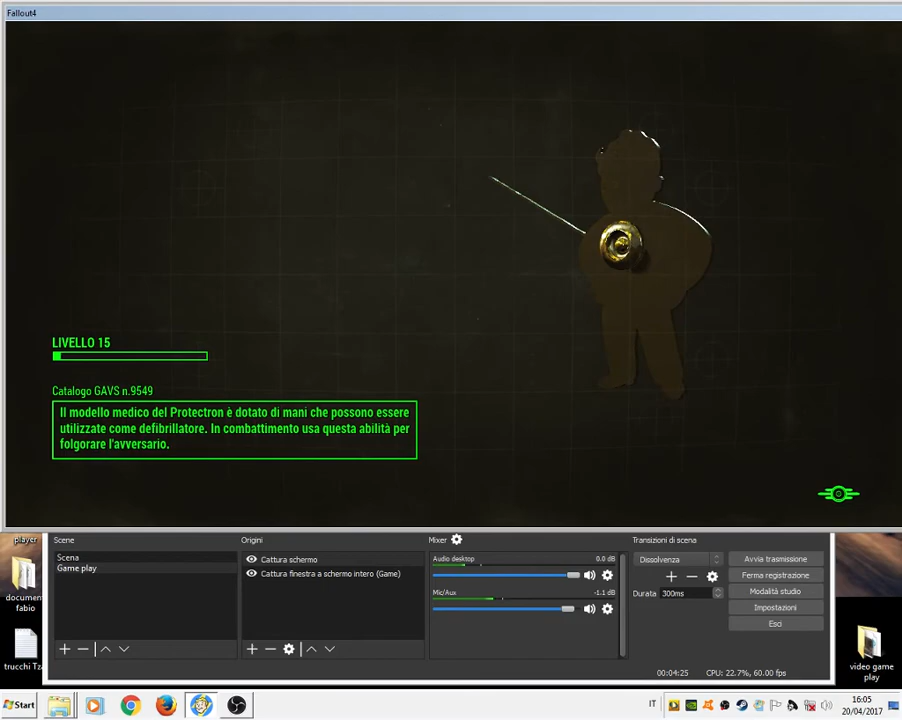 Fallout4
LIVELLO 15
Catalogo GAVS n.9549
Il modello medico del Protectron è dotato di mani che possono essere
utilizzate come defibrillatore. In combattimento usa questa abilità per
folgorare l'avversario.
player
documen
fabio
trucchi Tza
Scene
Scena
Game play
Origini
Cattura schermo
Cattura finestra a schermo intero (Game)
Mixer
Audio desktop
0.0 dB
Mic/Aux
-1.1 dB
Transizioni di scena
Dissolvenza
Durata
300ms
Avvia trasmissione
Ferma registrazione
Modalità studio
Impostazioni
Esci
00:04:25
CPU: 22.7%, 60.00 fps
video game
play
Start
IT
16:05
20/04/2017